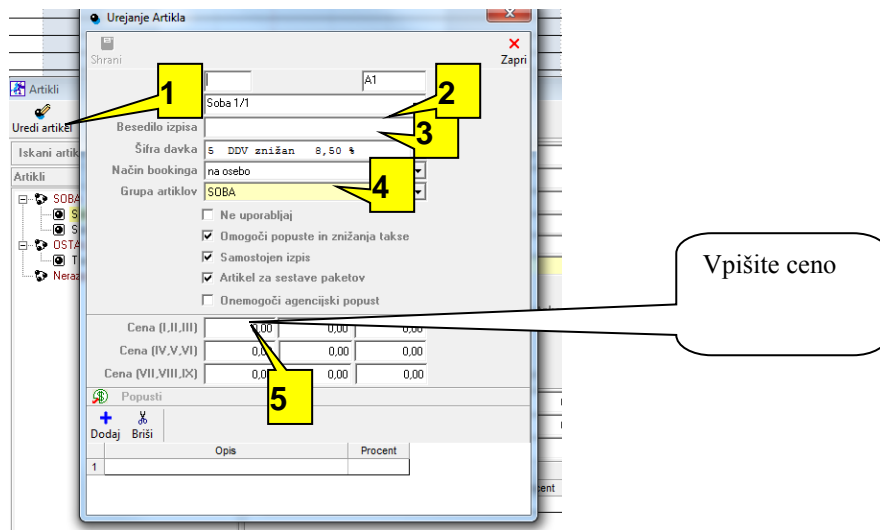 Urejanje Artikla
Shrani
Zapri
Artikli
Uredi artikel
A1
1
Soba 1/1
2
Besedilo izpisa
3
Šifra davka 5 DDV znižan 8,50 %
Način bookinga na osebo
Grupa artiklov SOBA
4
Iskani artik
Artikli
SOBA
S
S
OSTA
T
Neraz
Ne uporabljaj
Omogoči popuste in znižanja takse
Samostojen izpis
Artikel za sestave paketov
Onemogoči agencijski popust
Vpišite ceno
Cena (I,II,III) 0,00 0,00 0,00
Cena (IV,V,VI) 0,00 0,00 0,00
Cena (VII,VIII,IX) 0,00 0,00 0,00
5
Popusti
Dodaj Briši
Opis Procent
1
cent